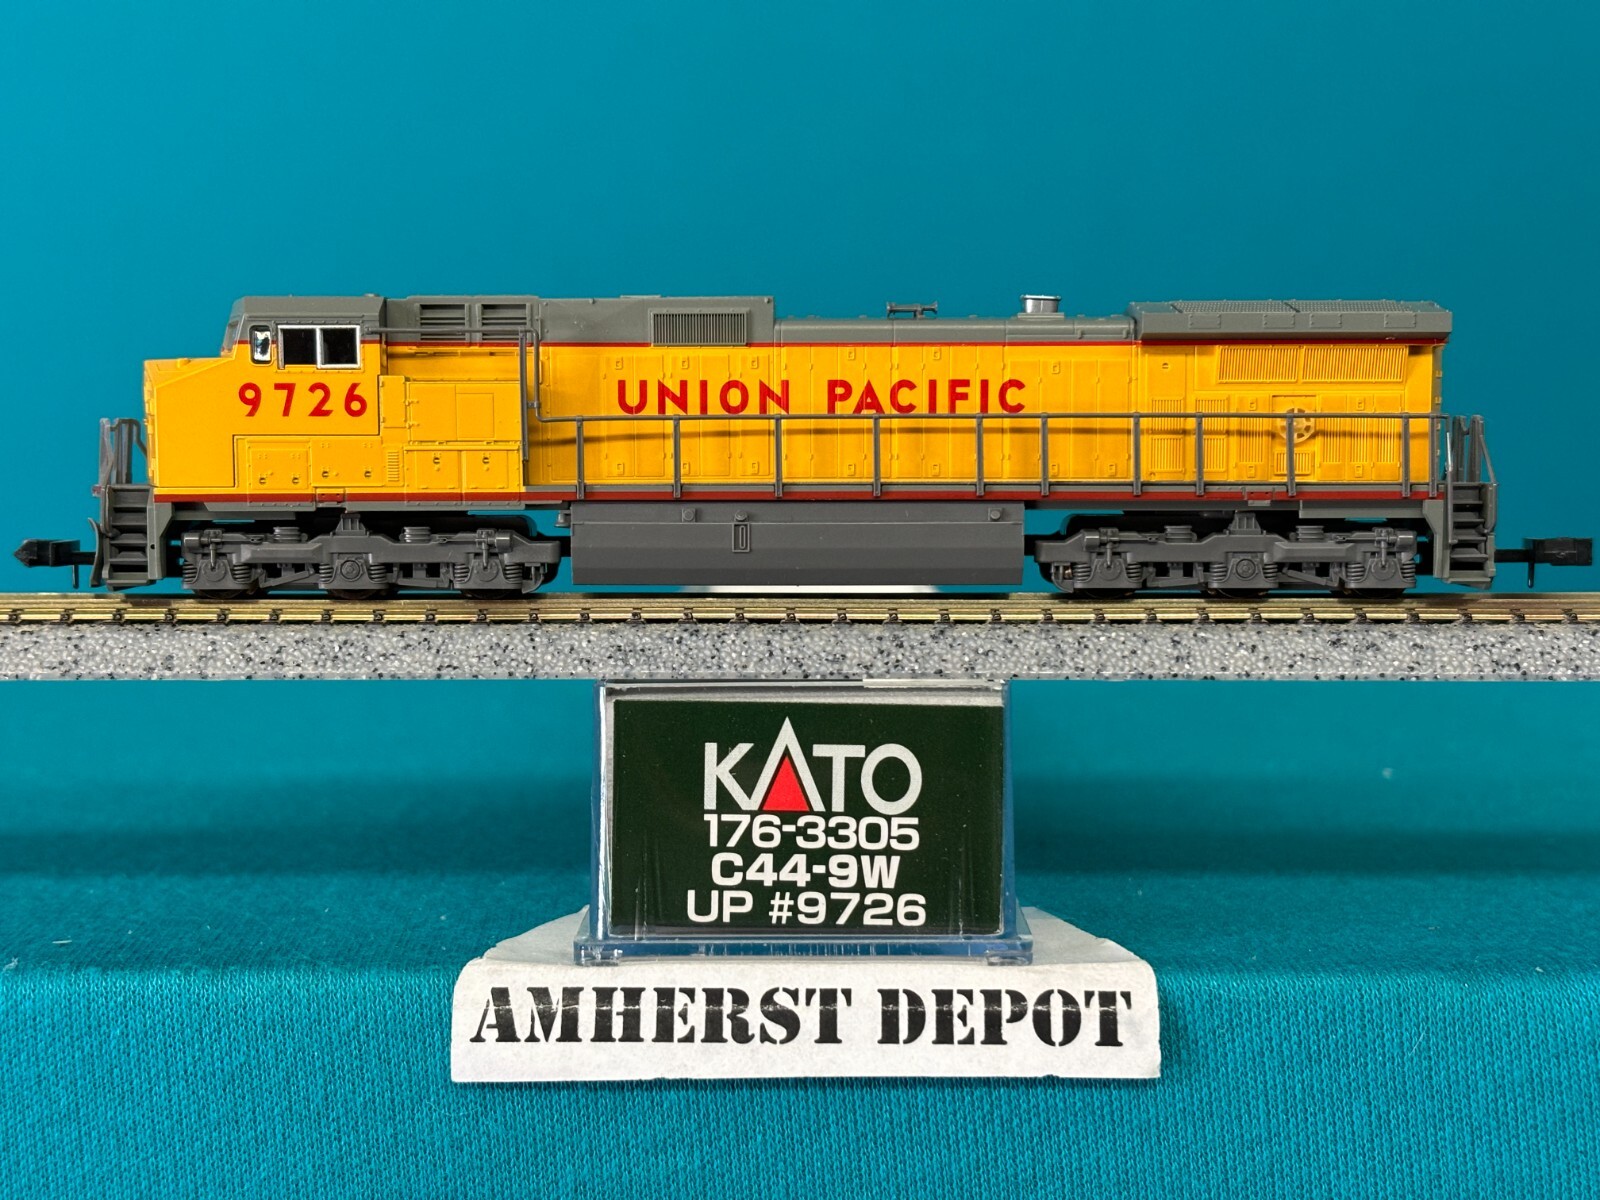 9726
UNION PACIFIC
KATO
176-3305
C44-9W
UP #9726
AMHERST DEPOT